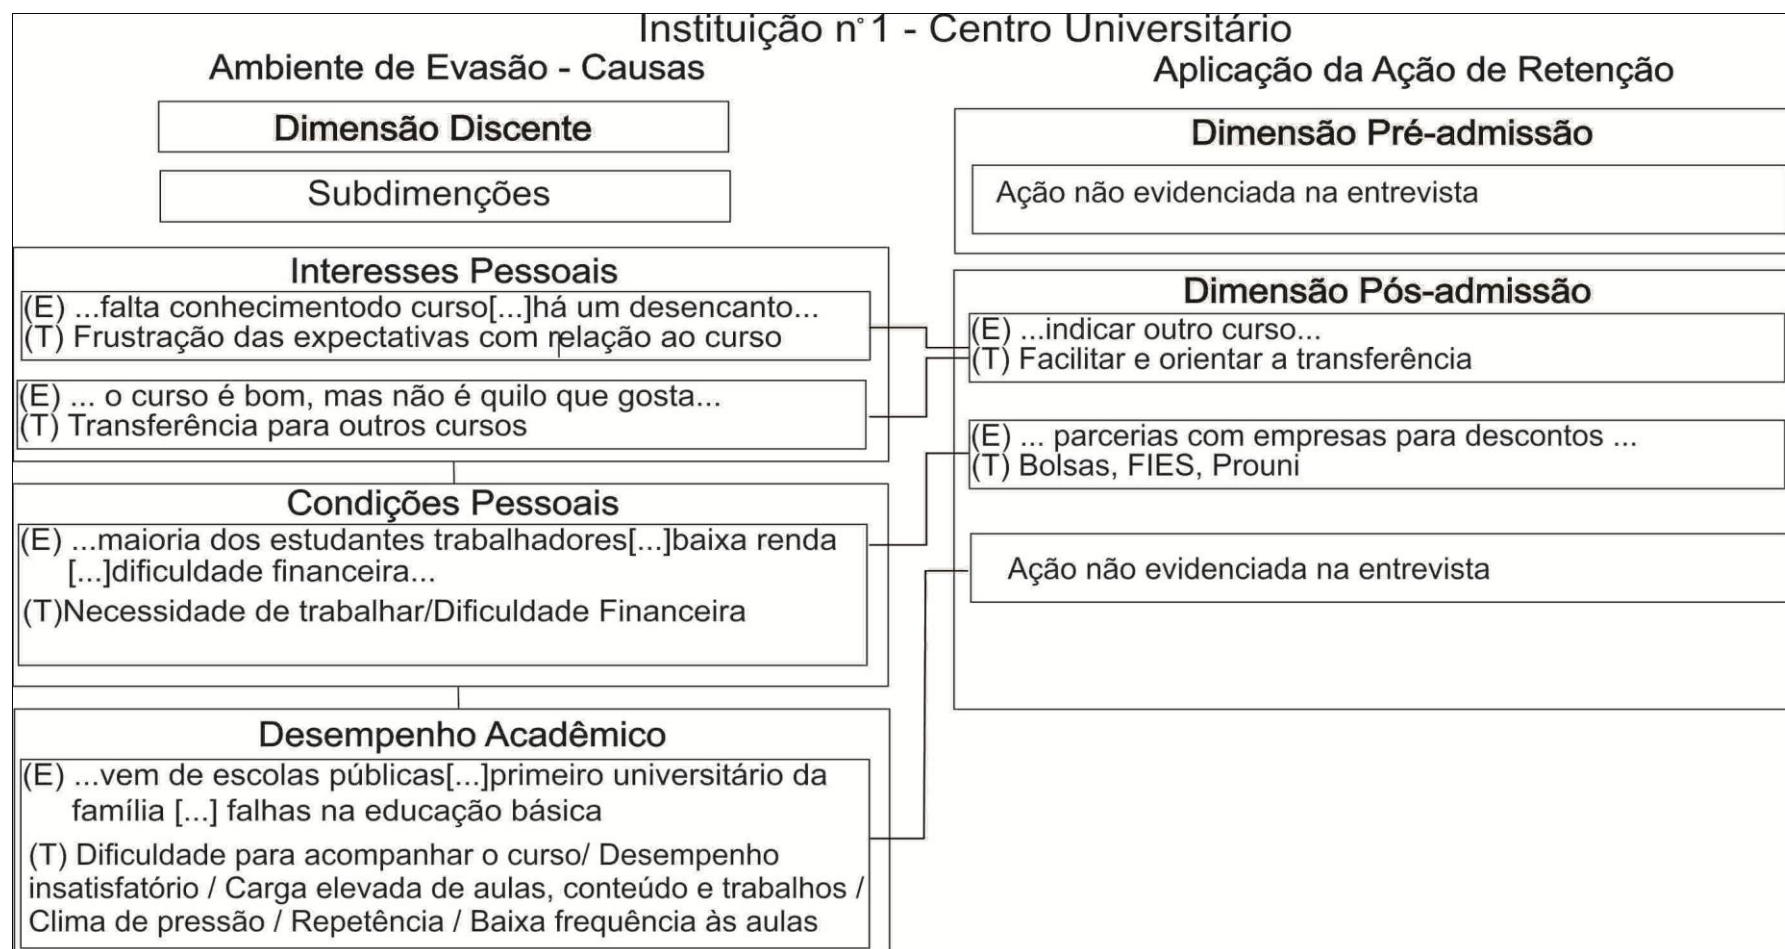 Instituição n° 1 - Centro Universitário
Ambiente de Evasão - Causas
Dimensão Discente
Subdimenções
Interesses Pessoais
(E) ...falta conhecimentodo curso[...]há um desencanto...
(T) Frustração das expectativas com relação ao curso
(E) ... o curso é bom, mas não é quilo que gosta...
(T) Transferência para outros cursos
Condições Pessoais
(E) ...maioria dos estudantes trabalhadores[...]baixa renda
[...]dificuldade financeira...
(T)Necessidade de trabalhar/Dificuldade Financeira
Desempenho Acadêmico
(E) ...vem de escolas públicas[...]primeiro universitário da
família [...] falhas na educação básica
(T) Dificuldade para acompanhar o curso/ Desempenho
insatisfatório / Carga elevada de aulas, conteúdo e trabalhos /
Clima de pressão / Repetência / Baixa frequência às aulas
Aplicação da Ação de Retenção
Dimensão Pré-admissão
Ação não evidenciada na entrevista
Dimensão Pós-admissão
(E) ...indicar outro curso...
(T) Facilitar e orientar a transferência
(E) ... parcerias com empresas para descontos ...
(T) Bolsas, FIES, Prouni
Ação não evidenciada na entrevista